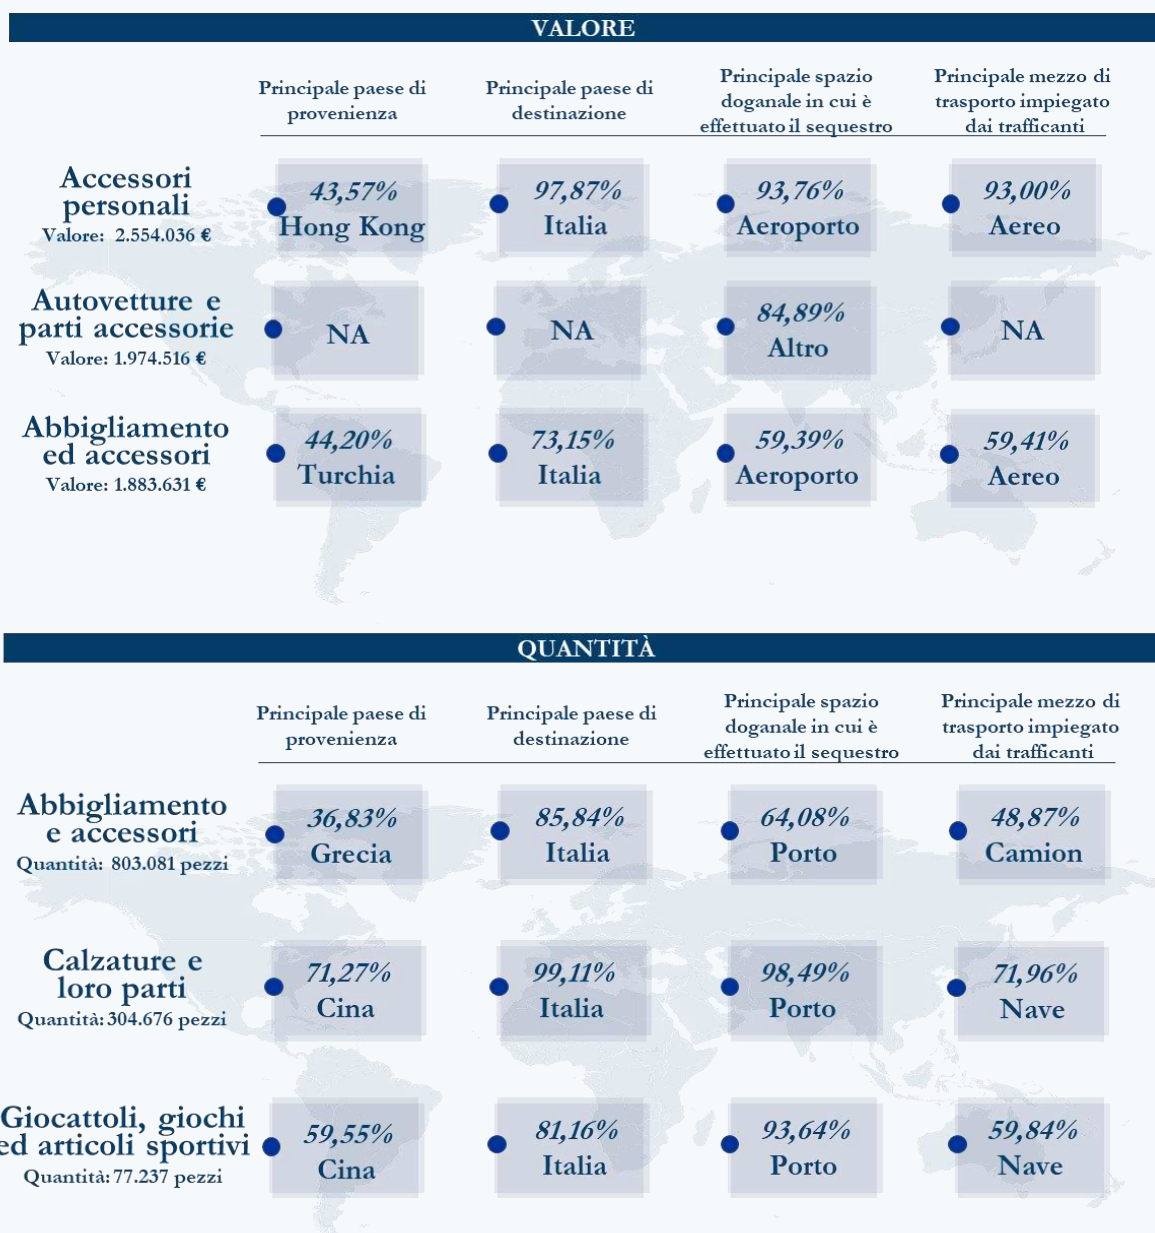 VALORE
Principale paese di
provenienza
Principale paese di
destinazione
Principale spazio
doganale in cui è
effettuato il sequestro
Principale mezzo di
trasporto impiegato
dai trafficanti
Accessori
personali
Valore: 2.554.036 €
43,57%
Hong Kong
97,87%
Italia
93,76%
Aeroporto
93,00%
Aereo
Autovetture e
parti accessorie
Valore: 1.974.516 €
NA
NA
84,89%
Altro
NA
Abbigliamento
ed accessori
Valore: 1.883.631 €
44,20%
Turchia
73,15%
Italia
59,39%
Aeroporto
59,41%
Aereo
QUANTITÀ
Principale paese di
provenienza
Principale paese di
destinazione
Principale spazio
doganale in cui è
effettuato il sequestro
Principale mezzo di
trasporto impiegato
dai trafficanti
Abbigliamento
e accessori
Quantità: 803.081 pezzi
36,83%
Grecia
85,84%
Italia
64,08%
Porto
48,87%
Camion
Calzature e
loro parti
Quantità: 304.676 pezzi
71,27%
Cina
99,11%
Italia
98,49%
Porto
71,96%
Nave
Giocattoli, giochi
ed articoli sportivi
Quantità: 77.237 pezzi
59,55%
Cina
81,16%
Italia
93,64%
Porto
59,84%
Nave